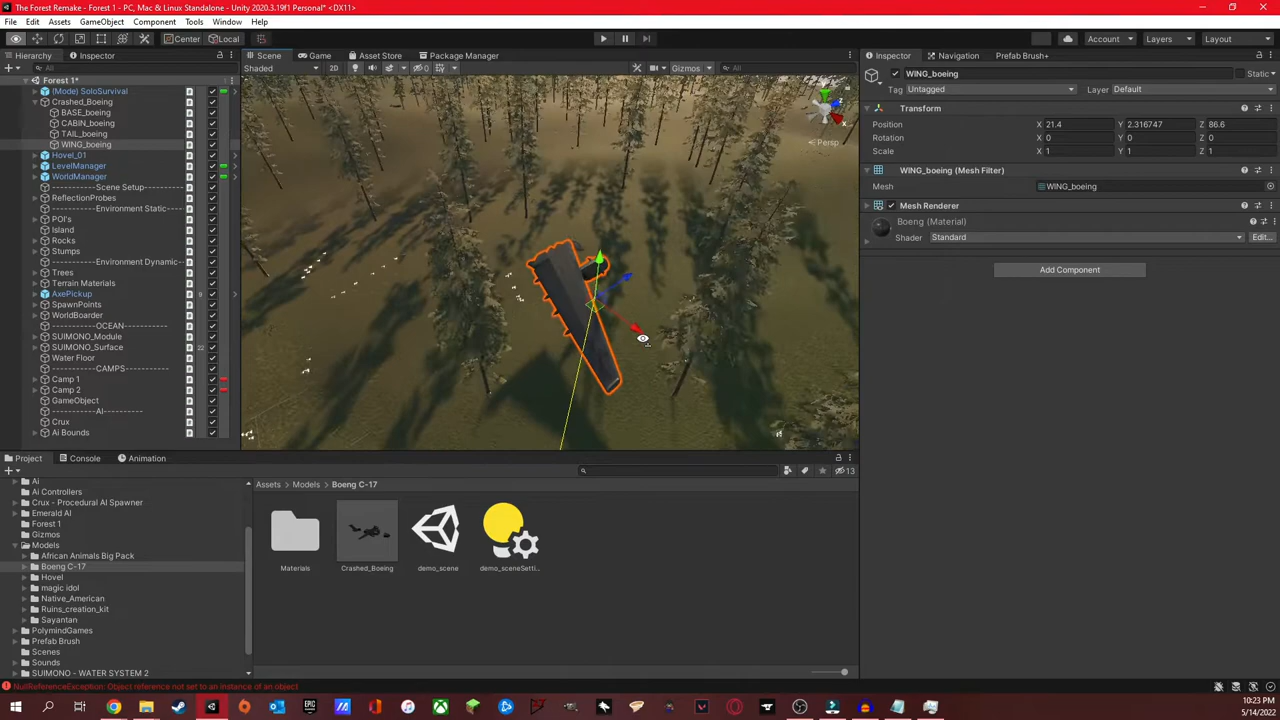 The Forest Remake - Forest 1 - PC, Mac & Linux Standalone - Unity 2020.3.19f1 Personal* <DX11>
File Edit Assets GameObject Component Tools Window Help
Center Local Account Layers Layout
Hierarchy Inspector
All
Forest 1*
(Mode) SoloSurvival
Crashed_Boeing
BASE_boeing
CABIN_boeing
TAIL_boeing
WING_boeing
Hovel_01
LevelManager
WorldManager
-----------Scene Setup----------
ReflectionProbes
-----------Environment Static----
POI's
Island
Rocks
Stumps
-----------Environment Dynamic--
Trees
Terrain Materials
AxePickup 9
SpawnPoints
WorldBoarder
-----------OCEAN----------
SUIMONO_Module
SUIMONO_Surface 22
Water Floor
-----------CAMPS-----------
Camp 1
Camp 2
GameObject
-----------AI----------
Crux
Ai Bounds
Scene Game Asset Store Package Manager
Shaded 2D 0 Gizmos All
y
z
x
Persp
Inspector Navigation Prefab Brush+
WING_boeing Static
Tag Untagged Layer Default
Transform
Position X 21.4 Y 2.316747 Z 86.6
Rotation X 0 Y 0 Z 0
Scale X 1 Y 1 Z 1
WING_boeing (Mesh Filter)
Mesh WING_boeing
Mesh Renderer
Boeng (Material)
Shader Standard Edit...
Add Component
Project Console Animation
13
Ai
Ai Controllers
Crux - Procedural AI Spawner
Emerald AI
Forest 1
Gizmos
Models
African Animals Big Pack
Boeng C-17
Hovel
magic idol
Native_American
Ruins_creation_kit
Sayantan
PolymindGames
Prefab Brush
Scenes
Sounds
SUIMONO - WATER SYSTEM 2
Assets > Models > Boeng C-17
Materials Crashed_Boeing demo_scene demo_sceneSetti...
NullReferenceException: Object reference not set to an instance of an object
10:23 PM
5/14/2022